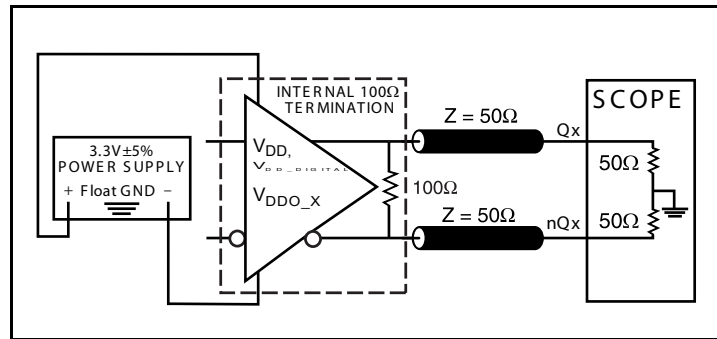 INTERNAL 100Ω
TERMINATION
3.3V±5%
POWER SUPPLY
+ Float GND −
VDD,
VDD_DIGITAL
VDDO_X
100Ω
Z = 50Ω
Qx
Z = 50Ω
nQx
SCOPE
50Ω
50Ω